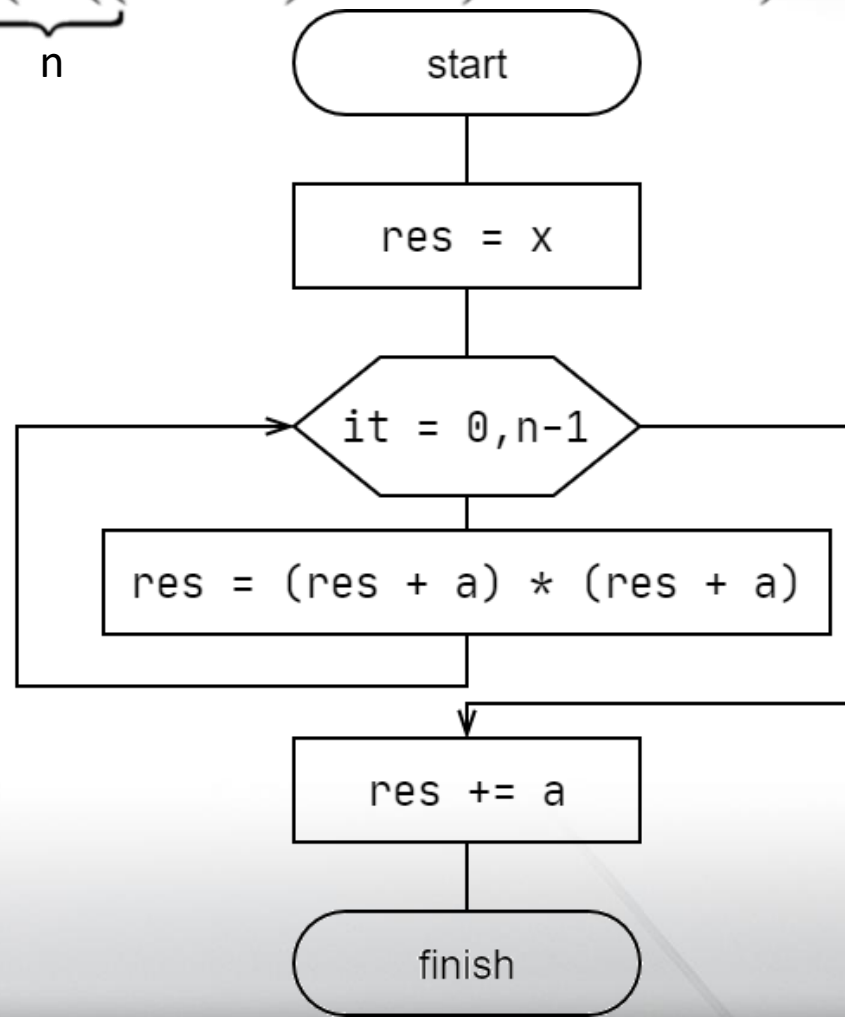 n
start
res = x
it = 0,n-1
res = (res + a) * (res + a)
res += a
finish